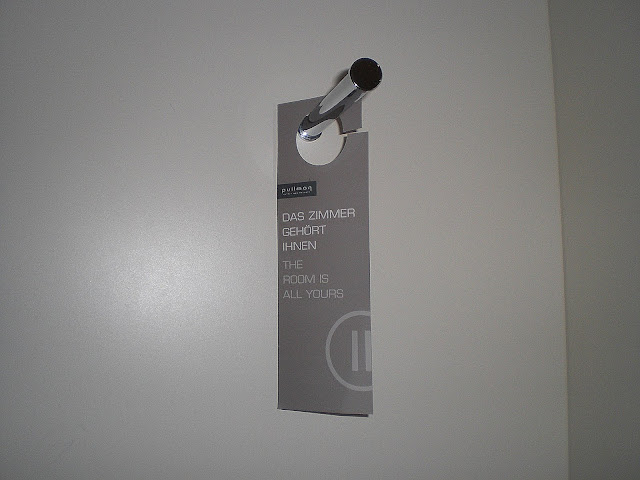 pullman
DAS ZIMMER
GEHÖRT
IHNEN
THE
ROOM IS
ALL YOURS